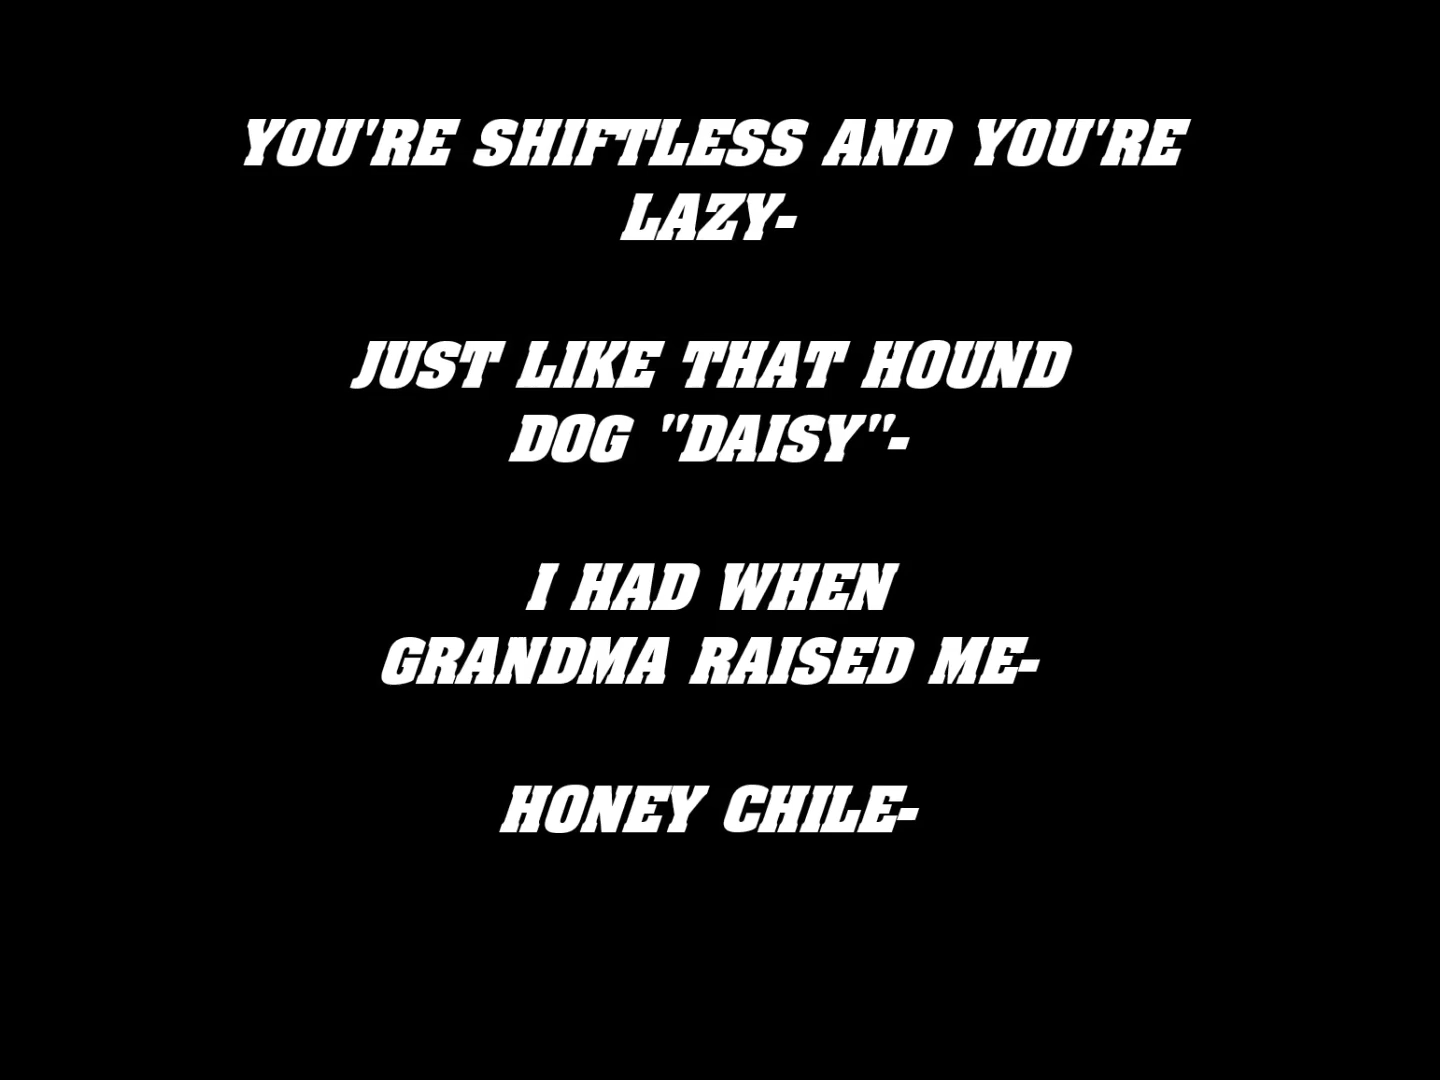 YOU'RE SHIFTLESS AND YOU'RE
LAZY-
JUST LIKE THAT HOUND
DOG "DAISY"-
I HAD WHEN
GRANDMA RAISED ME-
HONEY CHILE-